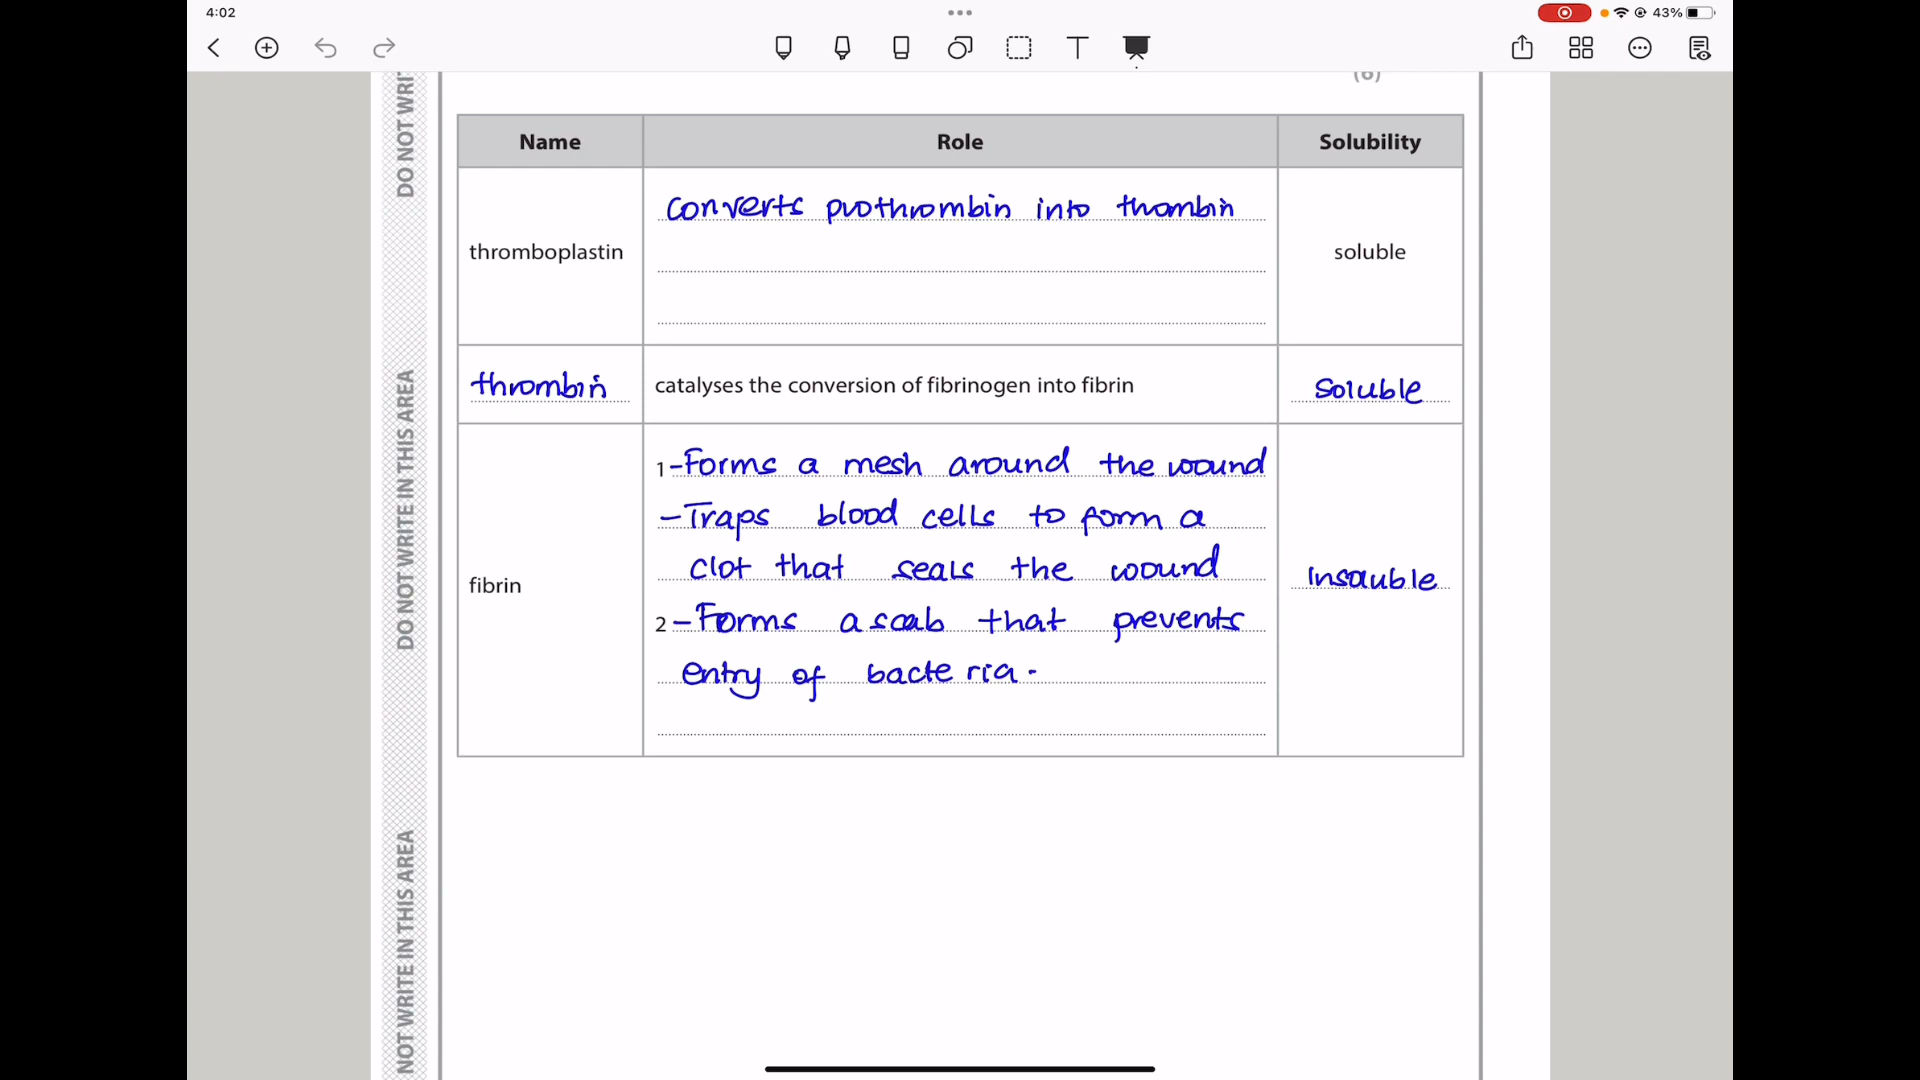 4:02
43%
DO NOT WRI
(6)
Name Role Solubility
thromboplastin
converts prothrombin into thombin
soluble
thrombin
catalyses the conversion of fibrinogen into fibrin
soluble
fibrin
1 -Forms a mesh around the wound
-Traps blood cells to form a
clot that seals the wound
2 -Forms a scab that prevents
entry of bacteria.
Insoluble
DO NOT WRITE IN THIS AREA
NOT WRITE IN THIS AREA